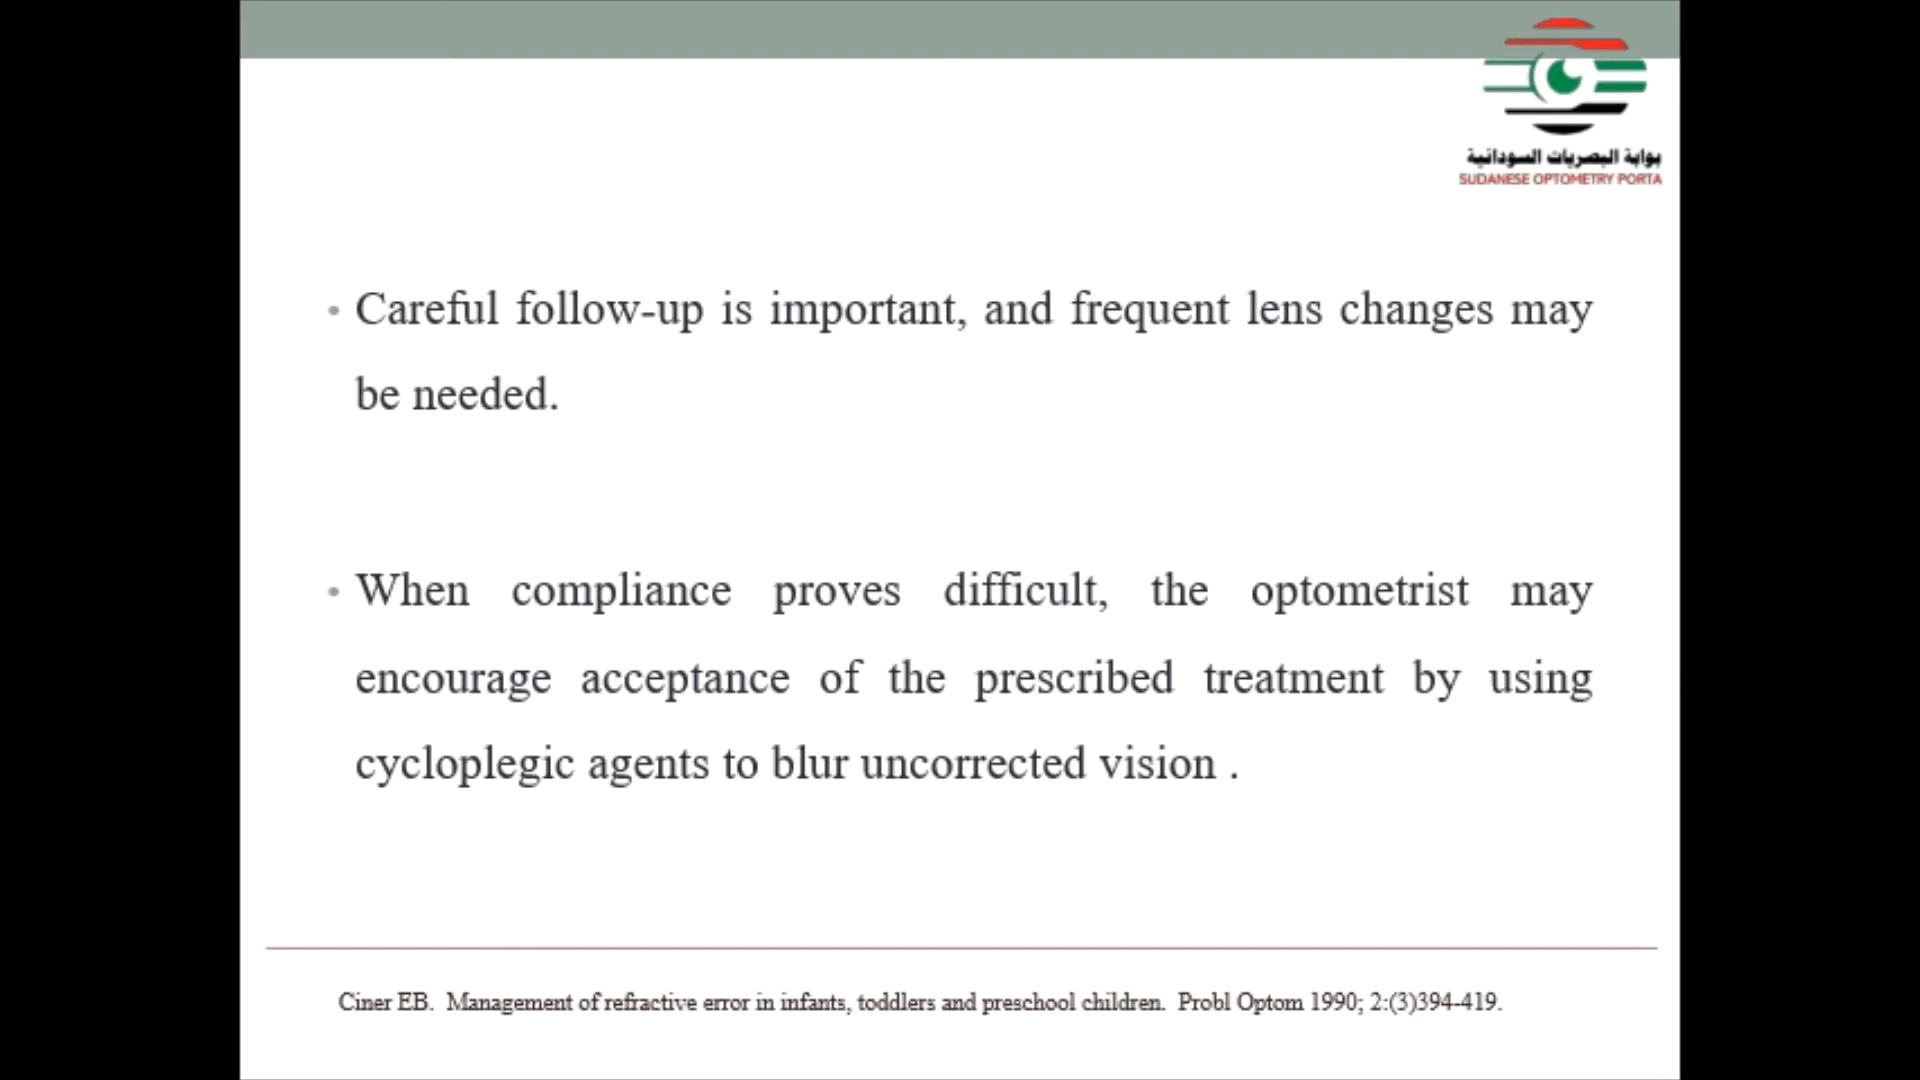 بوابة البصريات السودانية
SUDANESE OPTOMETRY PORTA
• Careful follow-up is important, and frequent lens changes may
be needed.
• When compliance proves difficult, the optometrist may
encourage acceptance of the prescribed treatment by using
cycloplegic agents to blur uncorrected vision .
Ciner EB. Management of refractive error in infants, toddlers and preschool children. Probl Optom 1990; 2:(3)394-419.